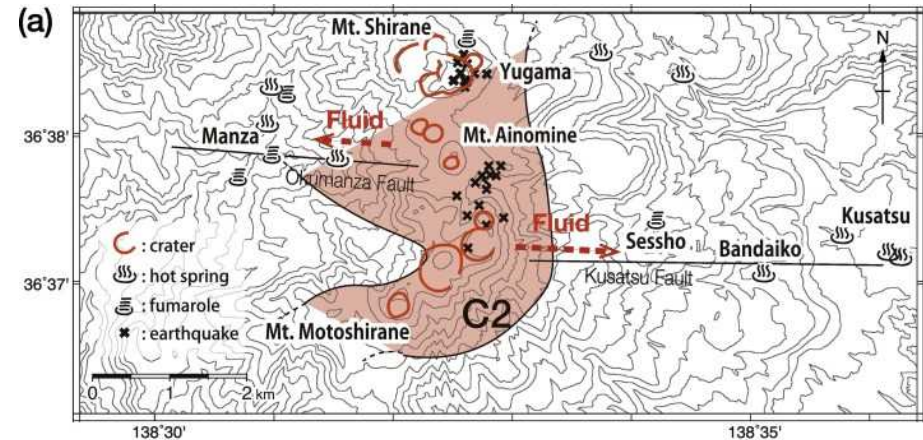 (a)
Mt. Shirane
Yugama
N
36°38'
Manza
Fluid
Mt. Ainomine
Okumanza Fault
Fluid
Sessho
Bandaiko
Kusatsu
Kusatsu Fault
: crater
: hot spring
: fumarole
: earthquake
36°37'
Mt. Motoshirane
C2
0 2
km
138°30' 138°35'